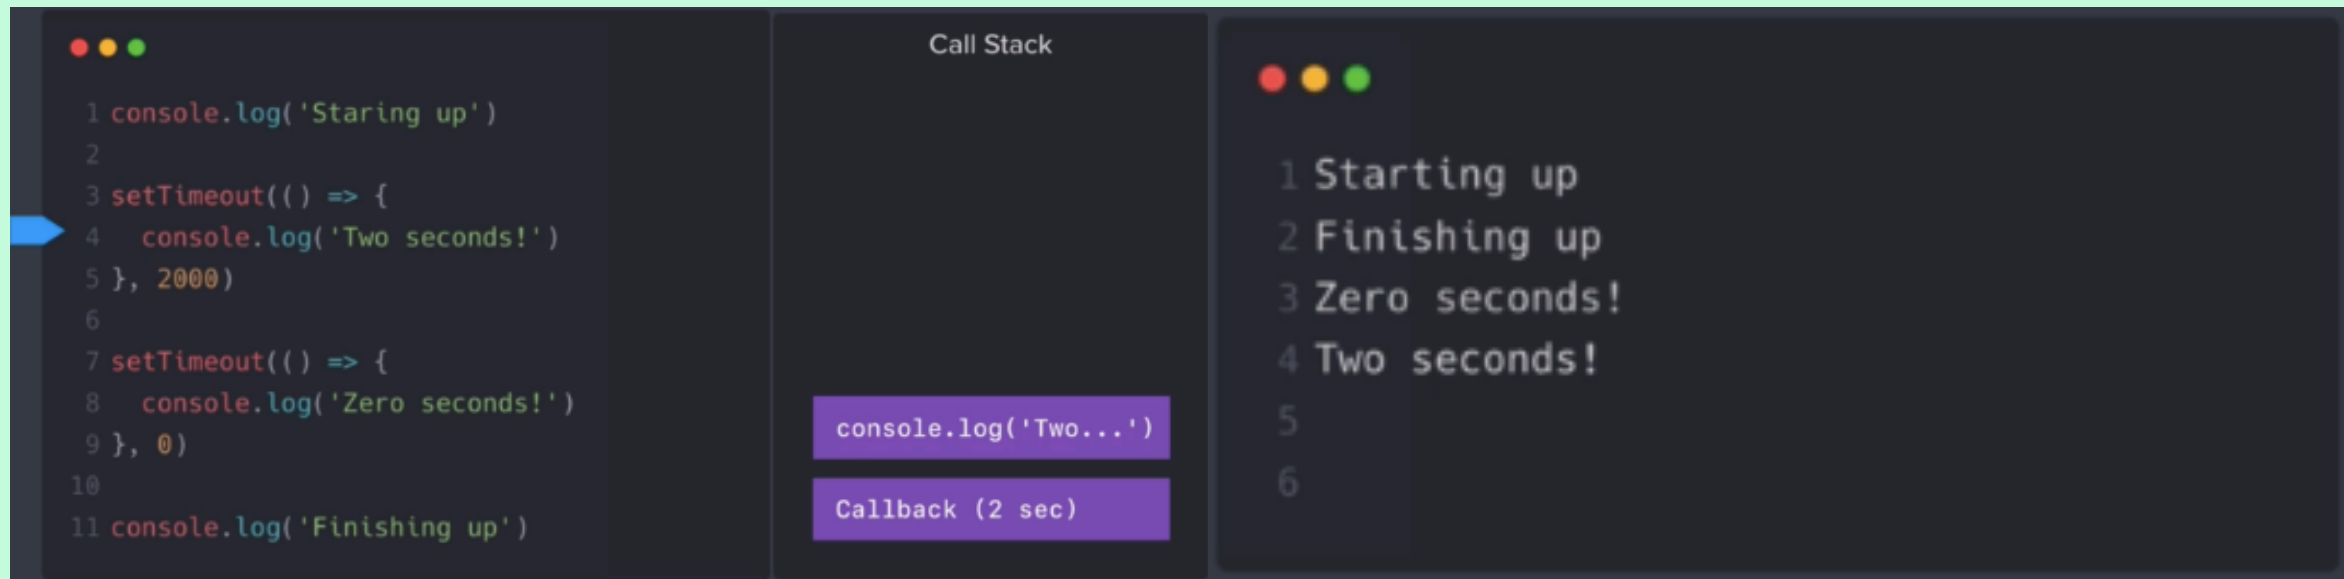 1 console.log('Staring up')
2
3 setTimeout(() => {
4   console.log('Two seconds!')
5 }, 2000)
6
7 setTimeout(() => {
8   console.log('Zero seconds!')
9 }, 0)
10
11 console.log('Finishing up')
Call Stack
console.log('Two...')
Callback (2 sec)
1 Starting up
2 Finishing up
3 Zero seconds!
4 Two seconds!
5
6